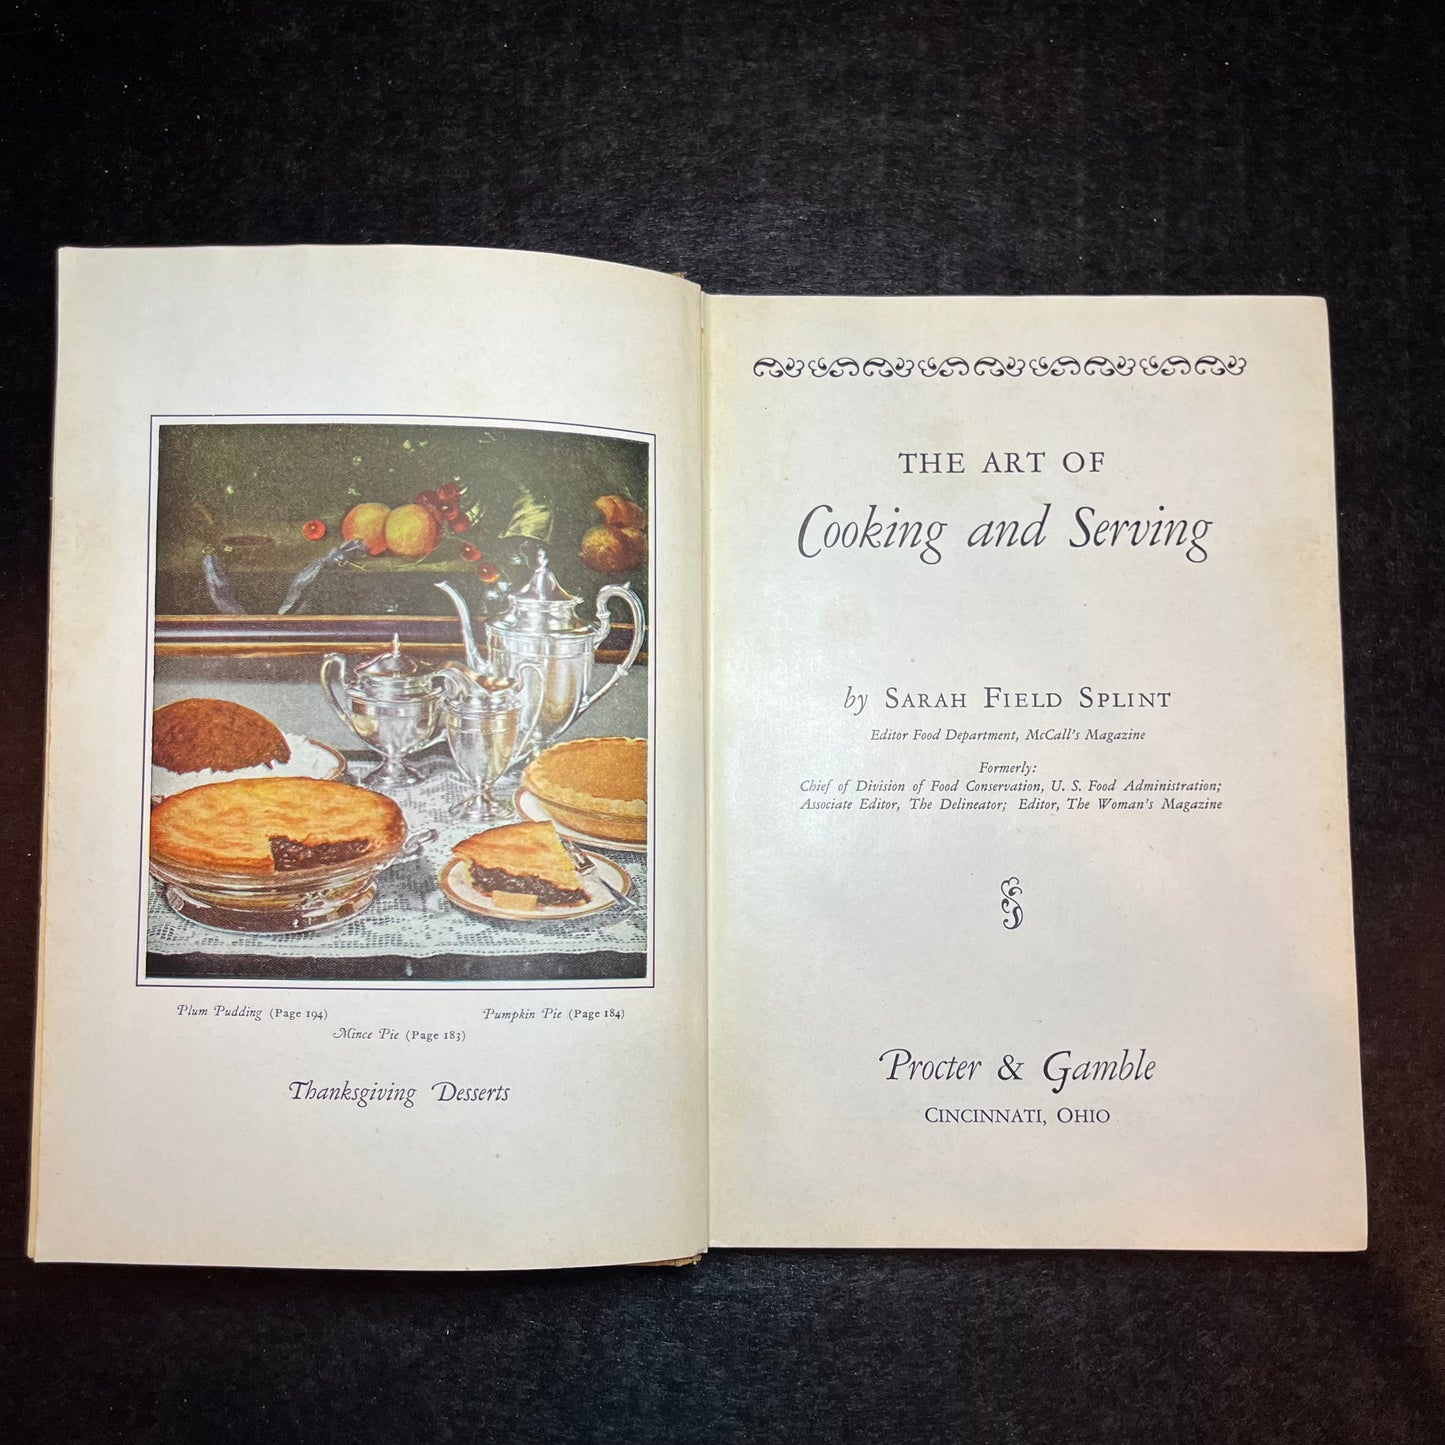 Plum Pudding (Page 194)
Pumpkin Pie (Page 184)
Mince Pie (Page 183)
Thanksgiving Desserts
THE ART OF
Cooking and Serving
by SARAH FIELD SPLINT
Editor Food Department, McCall's Magazine
Formerly:
Chief of Division of Food Conservation, U. S. Food Administration;
Associate Editor, The Delineator; Editor, The Woman's Magazine
Procter & Gamble
CINCINNATI, OHIO